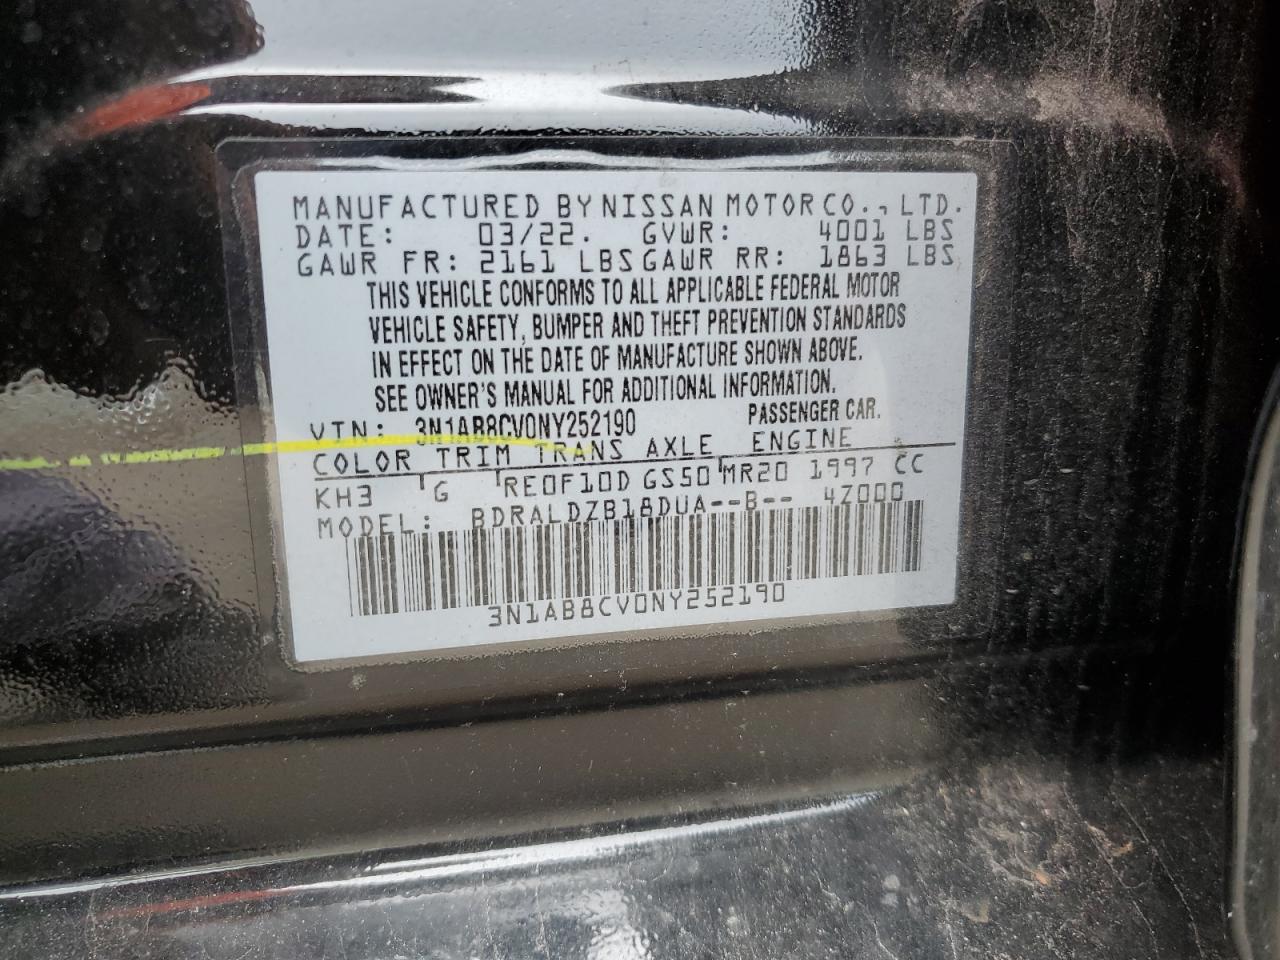 MANUFACTURED BY NISSAN MOTOR CO., LTD.
DATE: 03/22. GVWR: 4001 LBS
GAWR FR: 2161 LBS GAWR RR: 1863 LBS
THIS VEHICLE CONFORMS TO ALL APPLICABLE FEDERAL MOTOR
VEHICLE SAFETY, BUMPER AND THEFT PREVENTION STANDARDS
IN EFFECT ON THE DATE OF MANUFACTURE SHOWN ABOVE.
SEE OWNER'S MANUAL FOR ADDITIONAL INFORMATION.
VIN: 3N1AB8CV0NY252190 PASSENGER CAR.
COLOR TRIM TRANS AXLE ENGINE
KH3 G RE0F10D GS50 MR20 1997 CC
MODEL: BDRALDZB18DUA--B-- 4Z000
3N1AB8CV0NY252190